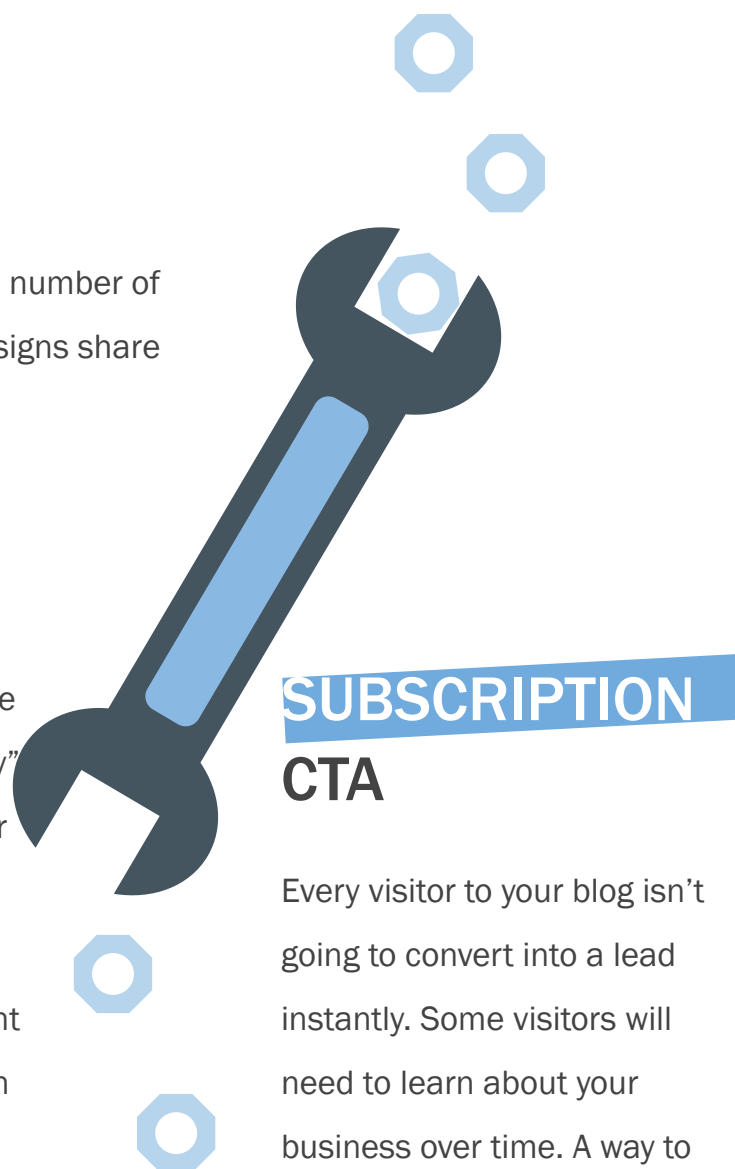 number of
signs share
e
y”
r
nt
n
SUBSCRIPTION
CTA
Every visitor to your blog isn’t
going to convert into a lead
instantly. Some visitors will
need to learn about your
business over time. A way to